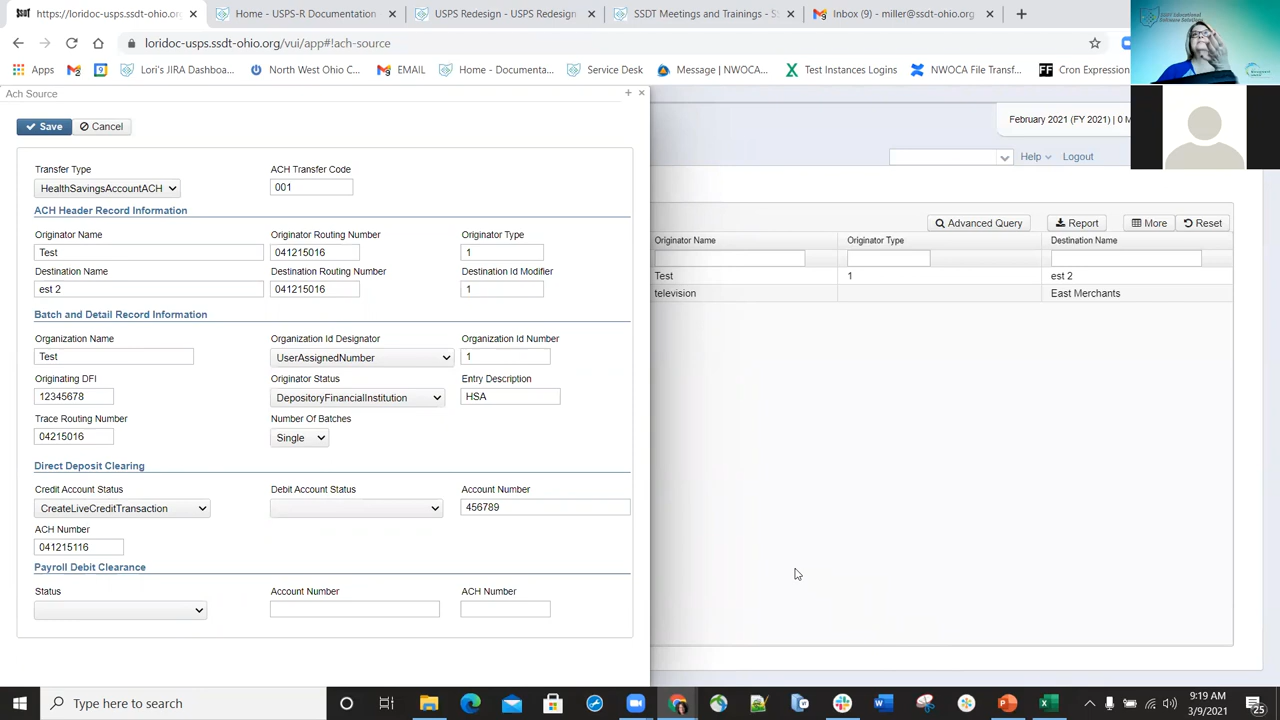 https://loridoc-usps.ssdt-ohio.org
Home - USPS-R Documentation
USPS Redesign - USPS Redesign
SSDT Meetings and Trainings - S
Inbox (9) - miller@ssdt-ohio.org
loridoc-usps.ssdt-ohio.org/vui/app#!ach-source
Apps
Lori's JIRA Dashboa...
North West Ohio C...
EMAIL
Home - Documenta...
Service Desk
Message | NWOCA...
Test Instances Logins
NWOCA File Transf...
FF
Cron Expression
Ach Source
Save
Cancel
February 2021 (FY 2021) | 0 M
Help
Logout
Transfer Type
ACH Transfer Code
HealthSavingsAccountACH
001
ACH Header Record Information
Originator Name
Originator Routing Number
Originator Type
Test
041215016
1
Destination Name
Destination Routing Number
Destination Id Modifier
est 2
041215016
1
Batch and Detail Record Information
Organization Name
Organization Id Designator
Organization Id Number
Test
UserAssignedNumber
1
Originating DFI
Originator Status
Entry Description
12345678
DepositoryFinancialInstitution
HSA
Trace Routing Number
Number Of Batches
04215016
Single
Direct Deposit Clearing
Credit Account Status
Debit Account Status
Account Number
CreateLiveCreditTransaction
456789
ACH Number
041215116
Payroll Debit Clearance
Status
Account Number
ACH Number
Advanced Query
Report
More
Reset
Originator Name
Originator Type
Destination Name
Test
1
est 2
television
East Merchants
Type here to search
9:19 AM
3/9/2021
25